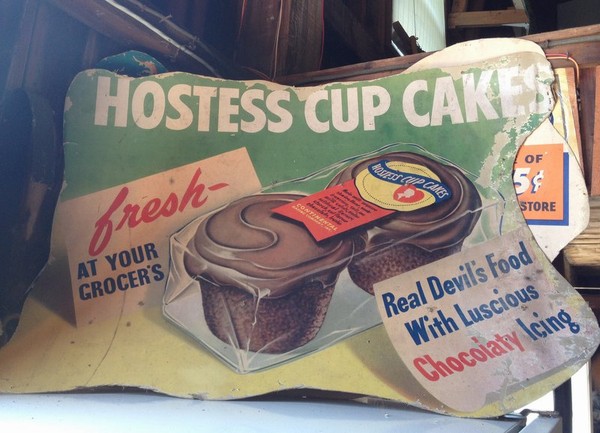 HOSTESS CUP CAKES
fresh-
AT YOUR
GROCER'S
HOSTESS CUP CAKES
CONTINENTAL
Real Devil's Food
With Luscious
Chocolaty Icing
OF
5¢
STORE